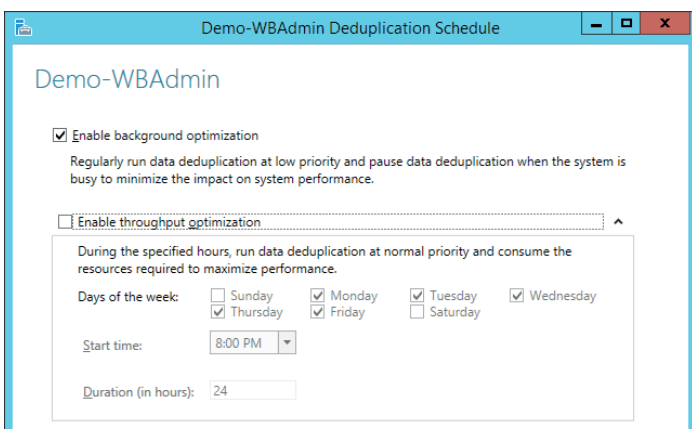 Demo-WBAdmin Deduplication Schedule
Demo-WBAdmin
Enable background optimization
Regularly run data deduplication at low priority and pause data deduplication when the system is
busy to minimize the impact on system performance.
Enable throughput optimization
During the specified hours, run data deduplication at normal priority and consume the
resources required to maximize performance.
Days of the week: Sunday Monday Tuesday Wednesday
Thursday Friday Saturday
Start time: 8:00 PM
Duration (in hours): 24